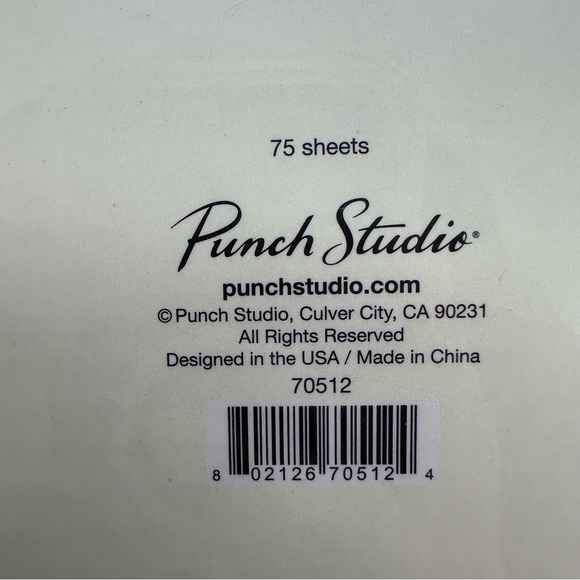 75 sheets
Punch Studio®
punchstudio.com
© Punch Studio, Culver City, CA 90231
All Rights Reserved
Designed in the USA / Made in China
70512
8 02126 70512 4